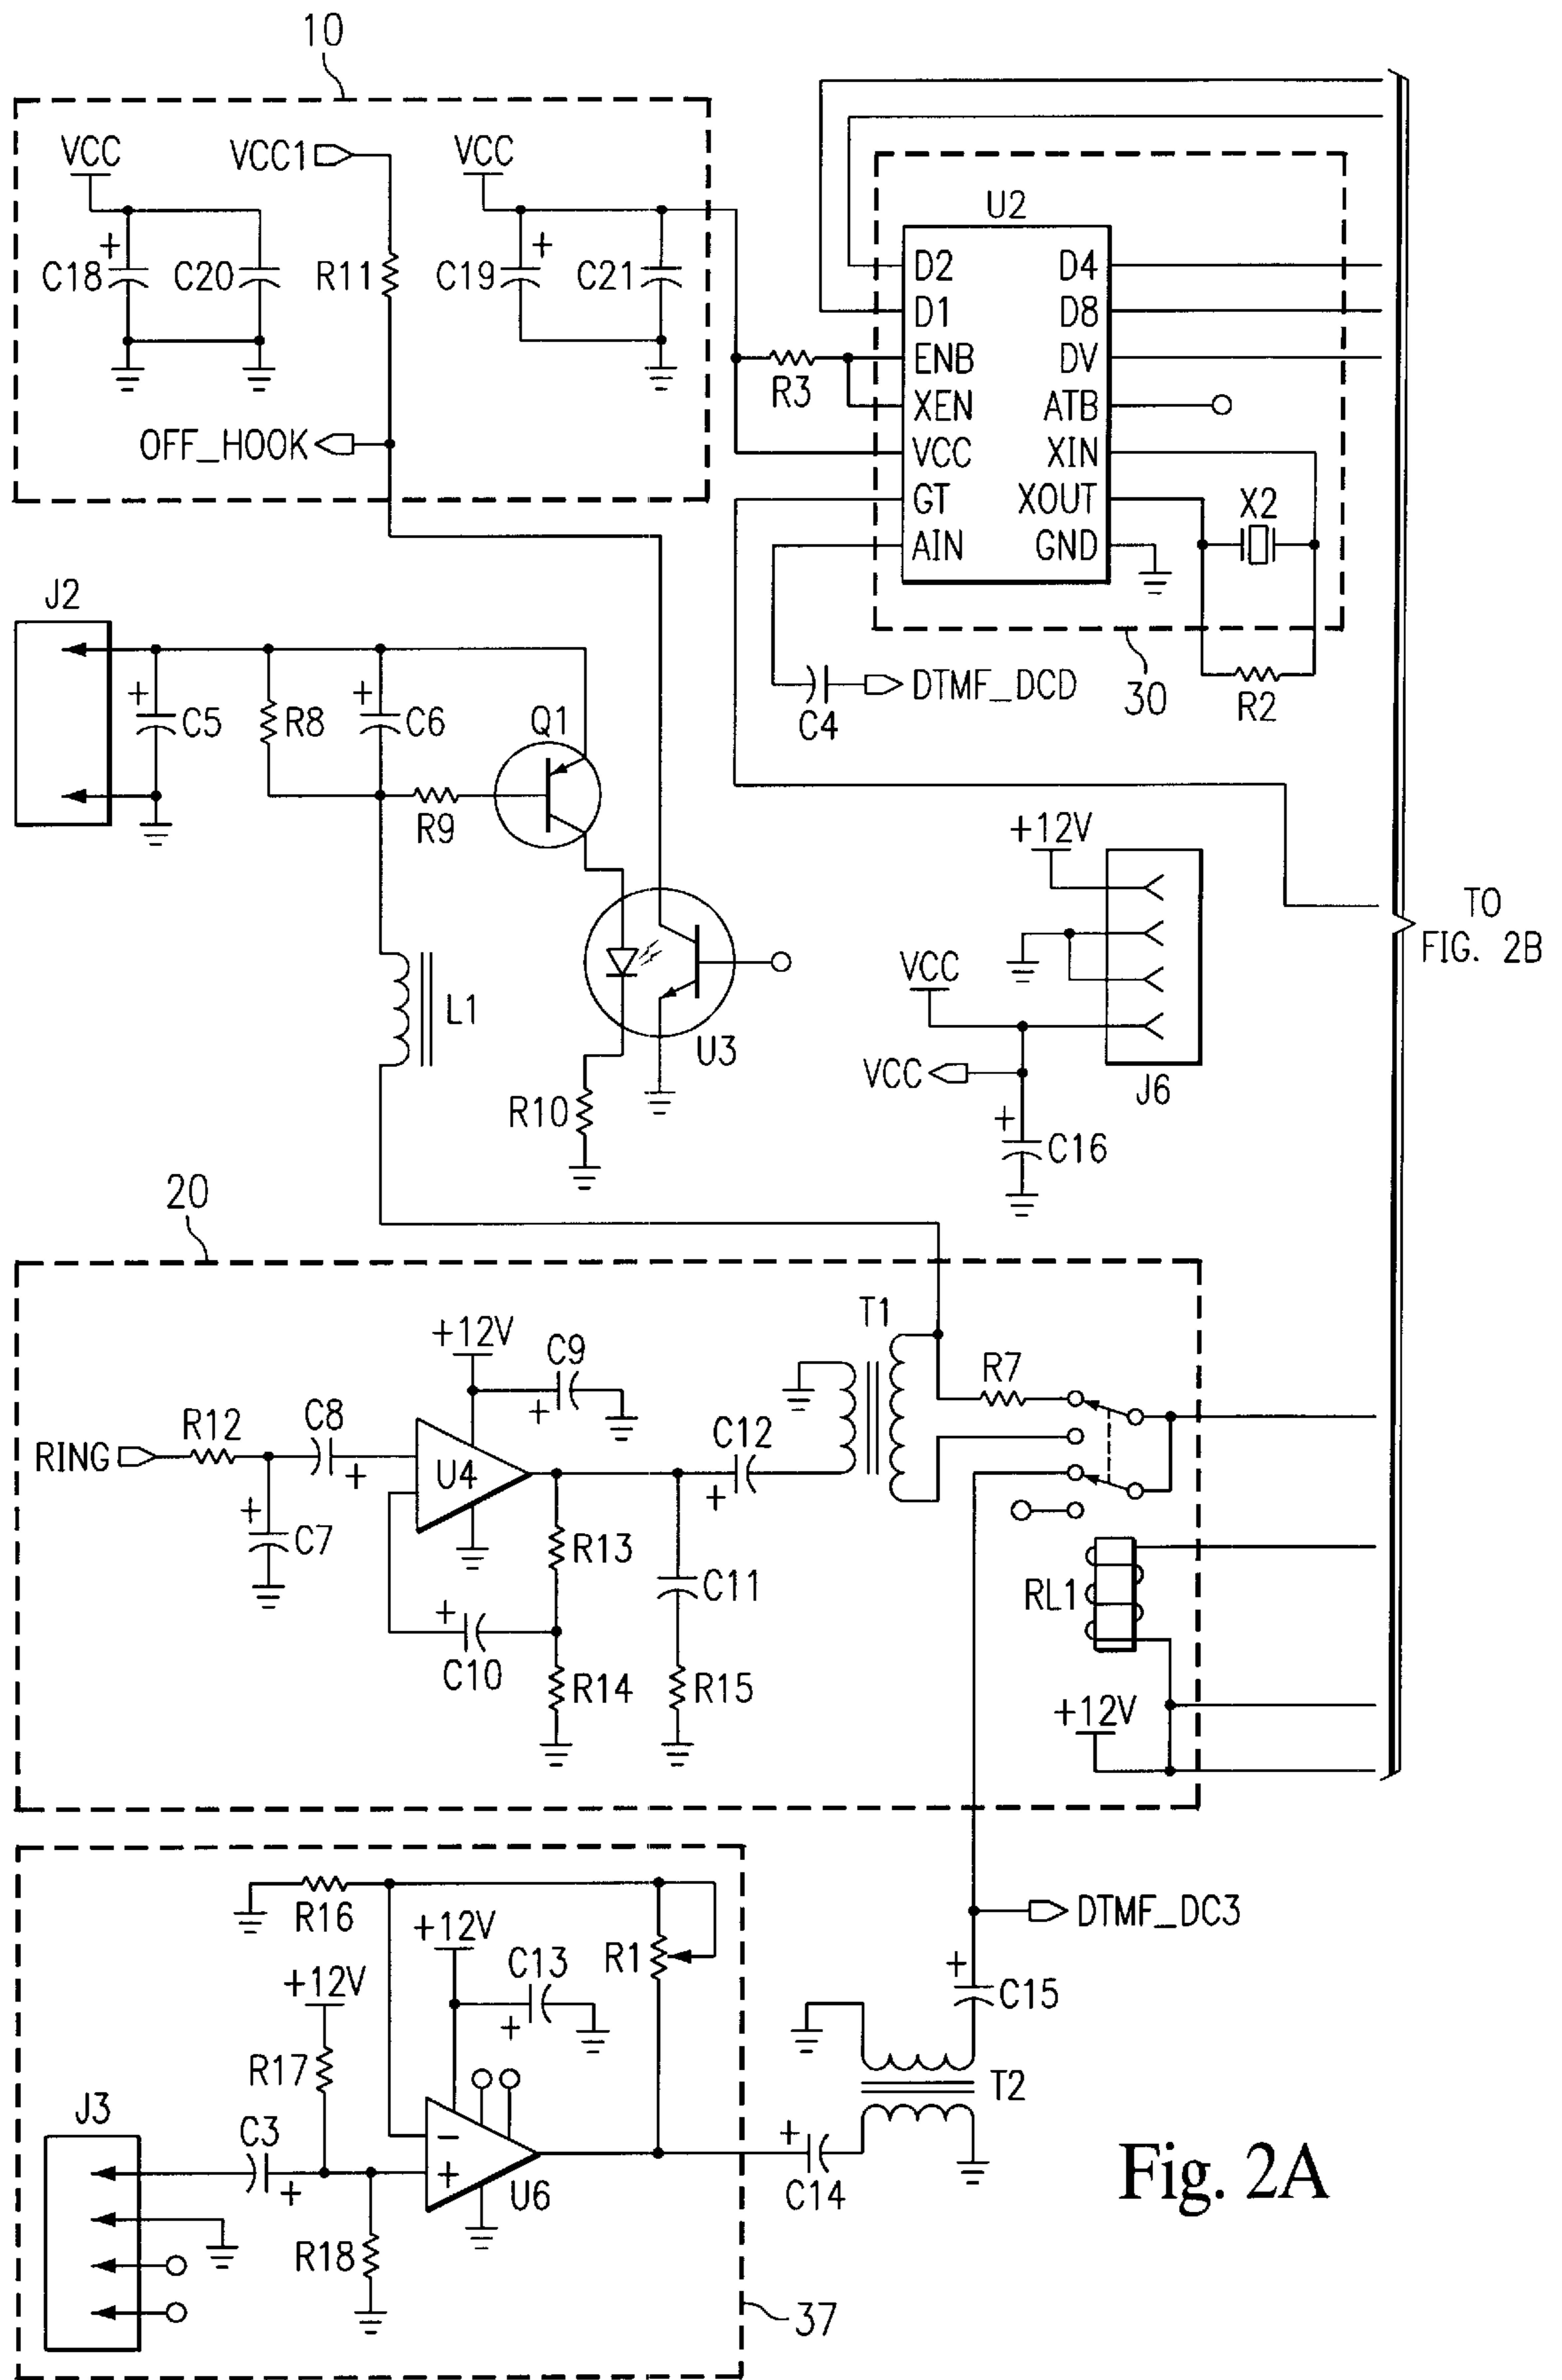 10
VCC
VCC1
VCC
+
C18
C20
R11
+
C19
C21
OFF_HOOK
U2
D2
D1
ENB
XEN
VCC
GT
AIN
D4
D8
DV
ATB
XIN
XOUT
GND
R3
X2
R2
30
C4
DTMF_DCD
J2
+
C5
R8
+
C6
R9
Q1
L1
U3
R10
+12V
VCC
VCC
J6
+
C16
TO
FIG. 2B
20
RING
R12
C8
+
+
C7
+12V
C9
+
U4
R13
+
C10
R14
C11
R15
C12
+
T1
R7
RL1
+12V
R16
+12V
C13
+
R1
+12V
R17
J3
C3
+
−
+
U6
R18
37
DTMF_DC3
+
C15
T2
+
C14
Fig. 2A